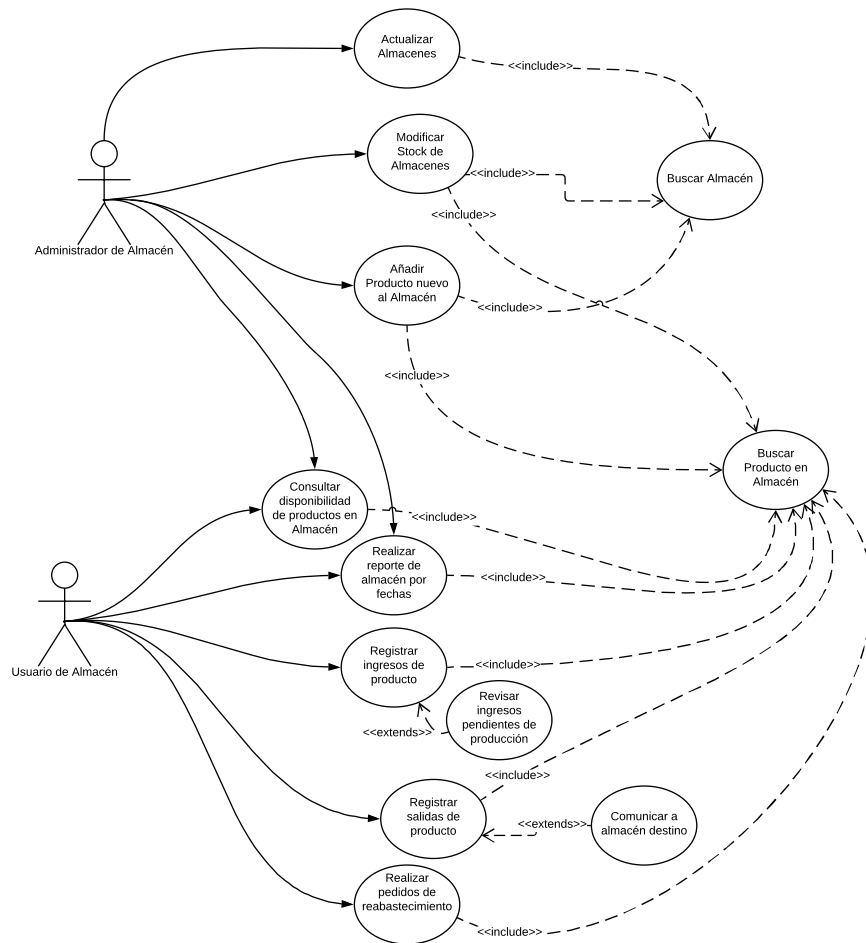 Actualizar
Almacenes
<<include>>
Modificar
Stock de
Almacenes
<<include>>
Buscar Almacén
<<include>>
Administrador de Almacén
Añadir
Producto nuevo
al Almacén
<<include>>
<<include>>
Buscar
Producto en
Almacén
Consultar
disponibilidad
de productos en
Almacén
<<include>>
Realizar
reporte de
almacén por
fechas
<<include>>
Usuario de Almacén
Registrar
ingresos de
producto
<<include>>
Revisar
ingresos
pendientes de
producción
<<extends>>
<<include>>
Registrar
salidas de
producto
<<extends>>
Comunicar a
almacén destino
Realizar
pedidos de
reabastecimiento
<<include>>